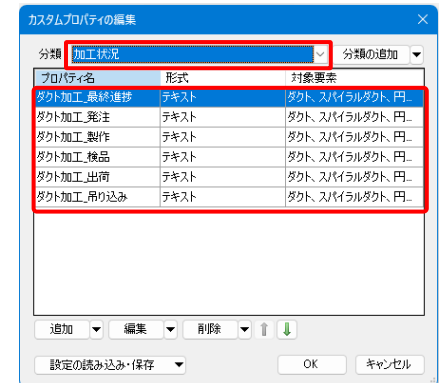 カスタムプロパティの編集
分類 加工状況 分類の追加
プロパティ名 形式 対象要素
ダクト加工_最終進捗 テキスト ダクト、スパイラルダクト、円...
ダクト加工_発注 テキスト ダクト、スパイラルダクト、円...
ダクト加工_製作 テキスト ダクト、スパイラルダクト、円...
ダクト加工_検品 テキスト ダクト、スパイラルダクト、円...
ダクト加工_出荷 テキスト ダクト、スパイラルダクト、円...
ダクト加工_吊り込み テキスト ダクト、スパイラルダクト、円...
追加 編集 削除
設定の読み込み・保存 OK キャンセル